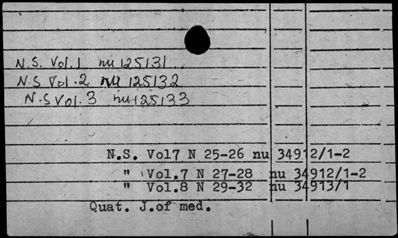 N.S. Vol.1 nu 125131
N.S Vol.2 nu 125132
N.S Vol.3 nu 125133
N.S. Vol7 N 25-26 nu 34912/1-2
" Vol.7 N 27-28 nu 34912/1-2
" Vol.8 N 29-32 nu 34913/1
Quat. J.of med.